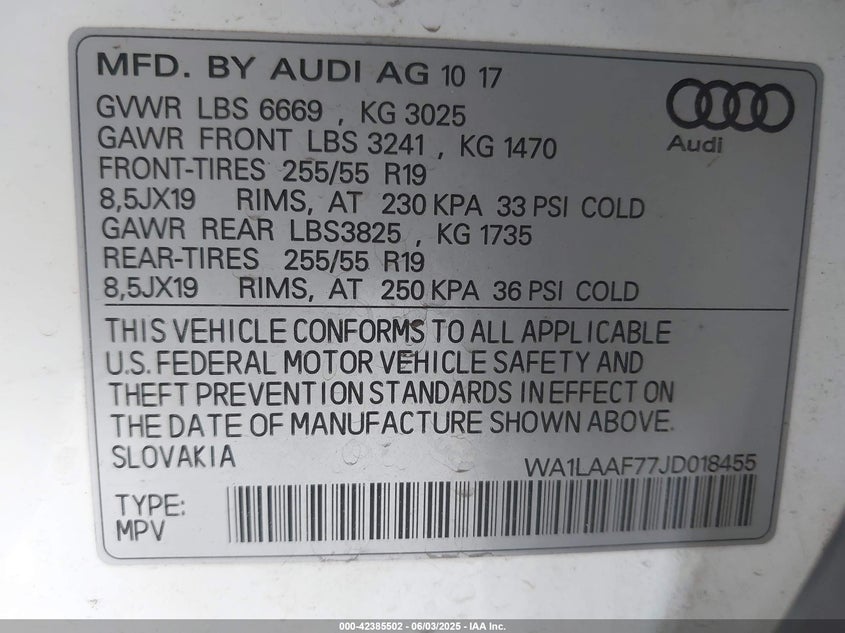 MFD. BY AUDI AG 10 17
GVWR LBS 6669 , KG 3025
GAWR FRONT LBS 3241 , KG 1470
FRONT-TIRES 255/55 R19
8,5JX19 RIMS, AT 230 KPA 33 PSI COLD
GAWR REAR LBS3825 , KG 1735
REAR-TIRES 255/55 R19
8,5JX19 RIMS, AT 250 KPA 36 PSI COLD
Audi
THIS VEHICLE CONFORMS TO ALL APPLICABLE
U.S. FEDERAL MOTOR VEHICLE SAFETY AND
THEFT PREVENTION STANDARDS IN EFFECT ON
THE DATE OF MANUFACTURE SHOWN ABOVE.
SLOVAKIA
WA1LAAF77JD018455
TYPE:
MPV
000-42385502 - 06/03/2025 - IAA Inc.